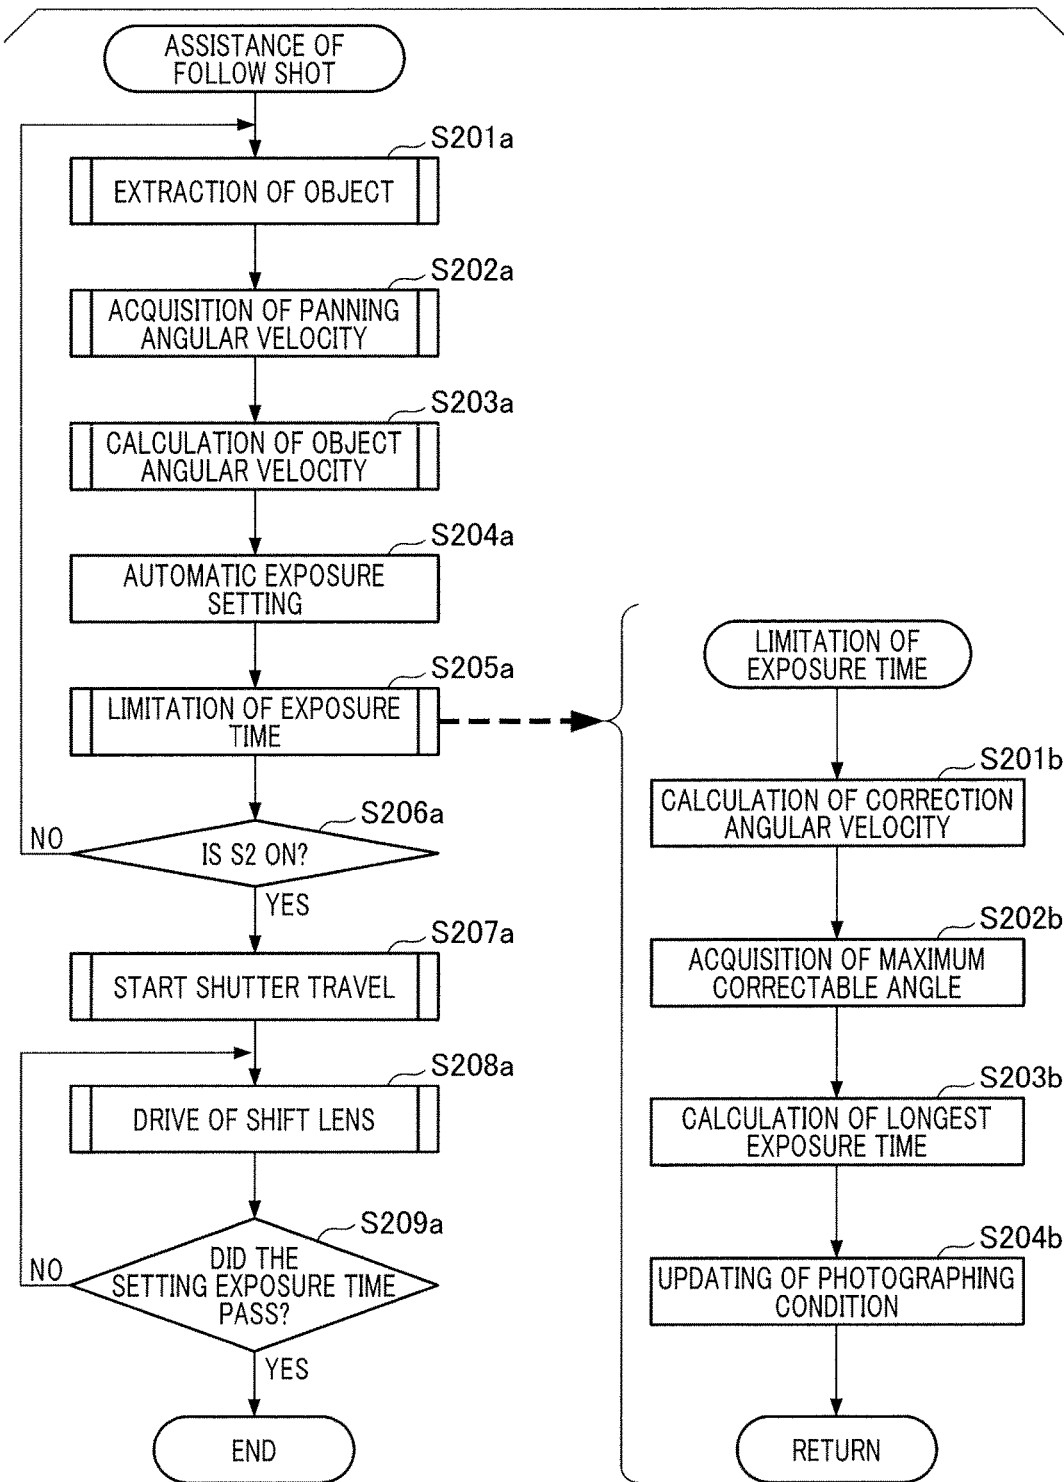 ASSISTANCE OF
FOLLOW SHOT
S201a
EXTRACTION OF OBJECT
S202a
ACQUISITION OF PANNING
ANGULAR VELOCITY
S203a
CALCULATION OF OBJECT
ANGULAR VELOCITY
S204a
AUTOMATIC EXPOSURE
SETTING
S205a
LIMITATION OF EXPOSURE
TIME
S206a
IS S2 ON?
NO
YES
S207a
START SHUTTER TRAVEL
S208a
DRIVE OF SHIFT LENS
S209a
DID THE
SETTING EXPOSURE TIME
PASS?
NO
YES
END
LIMITATION OF
EXPOSURE TIME
S201b
CALCULATION OF CORRECTION
ANGULAR VELOCITY
S202b
ACQUISITION OF MAXIMUM
CORRECTABLE ANGLE
S203b
CALCULATION OF LONGEST
EXPOSURE TIME
S204b
UPDATING OF PHOTOGRAPHING
CONDITION
RETURN